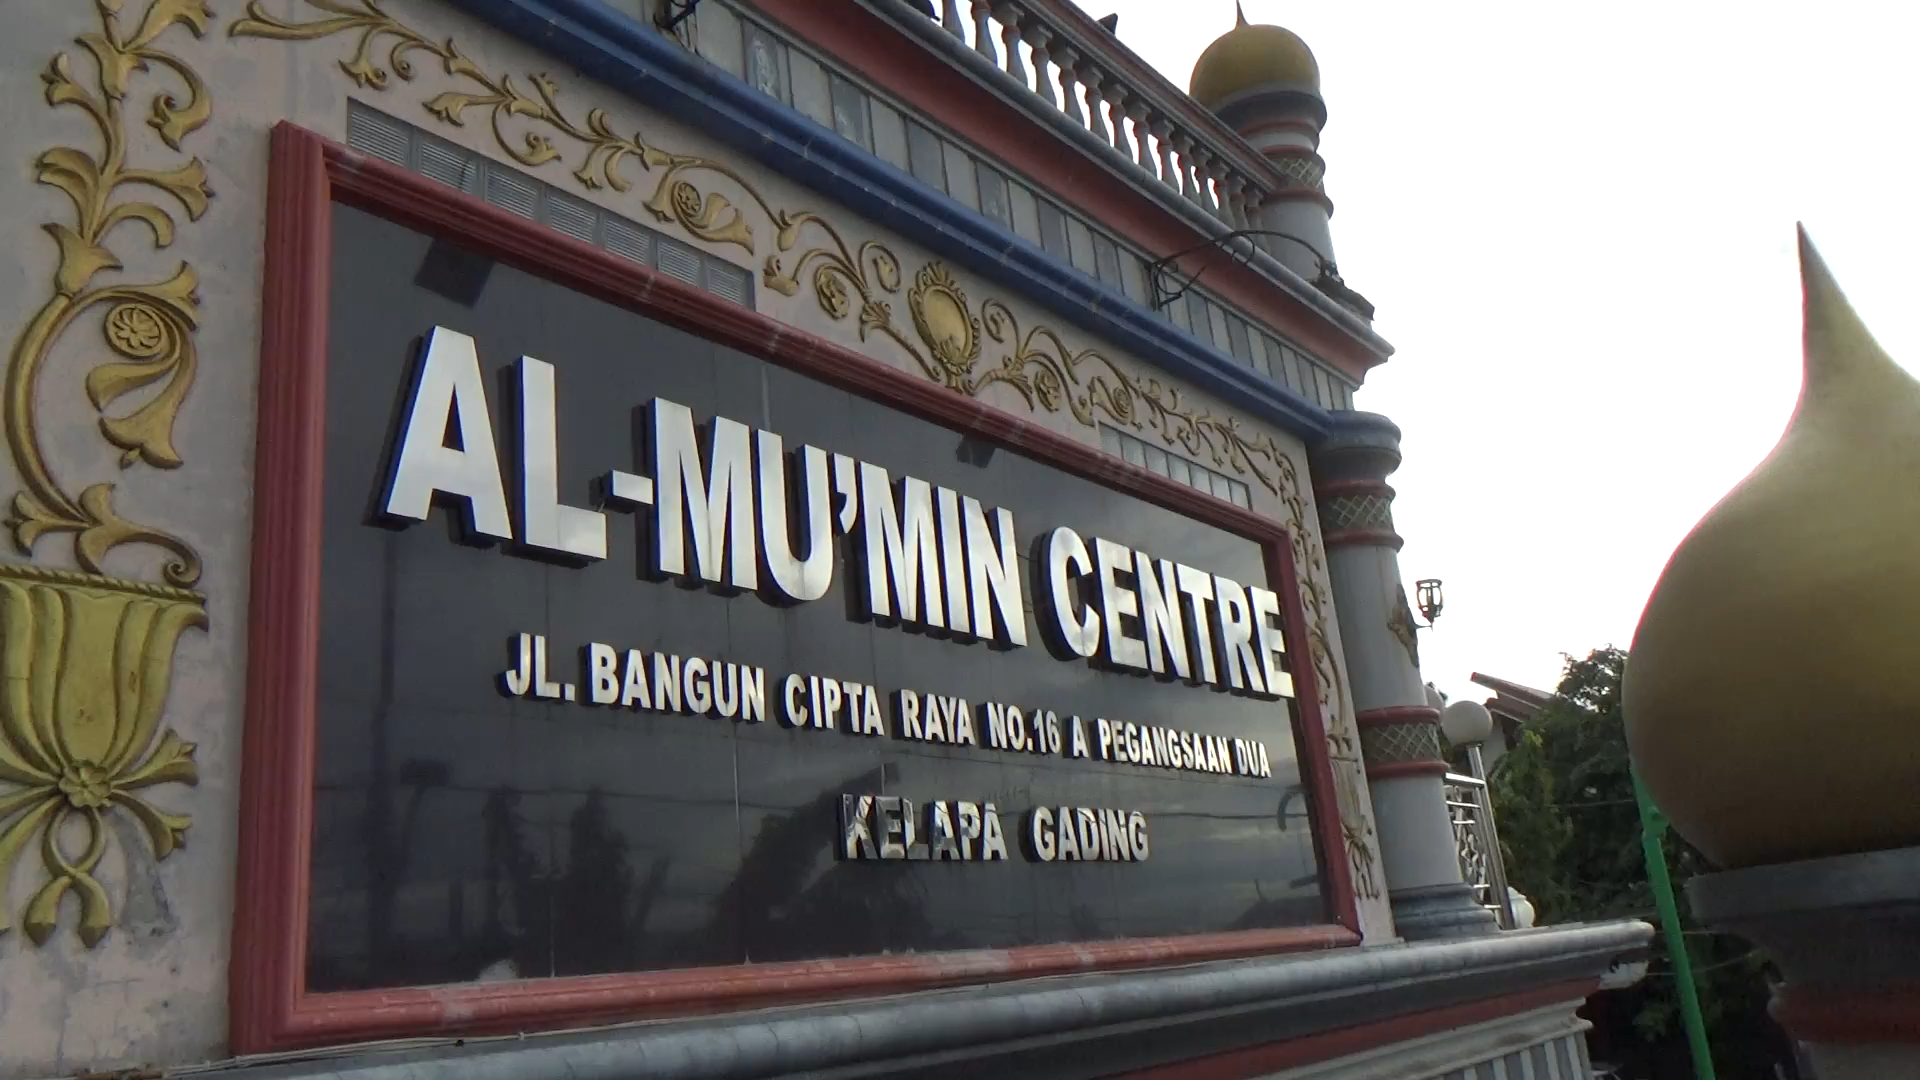 AL-MU'MIN CENTRE
JL. BANGUN CIPTA RAYA NO.16 A PEGANGSAAN DUA
KELAPA GADING